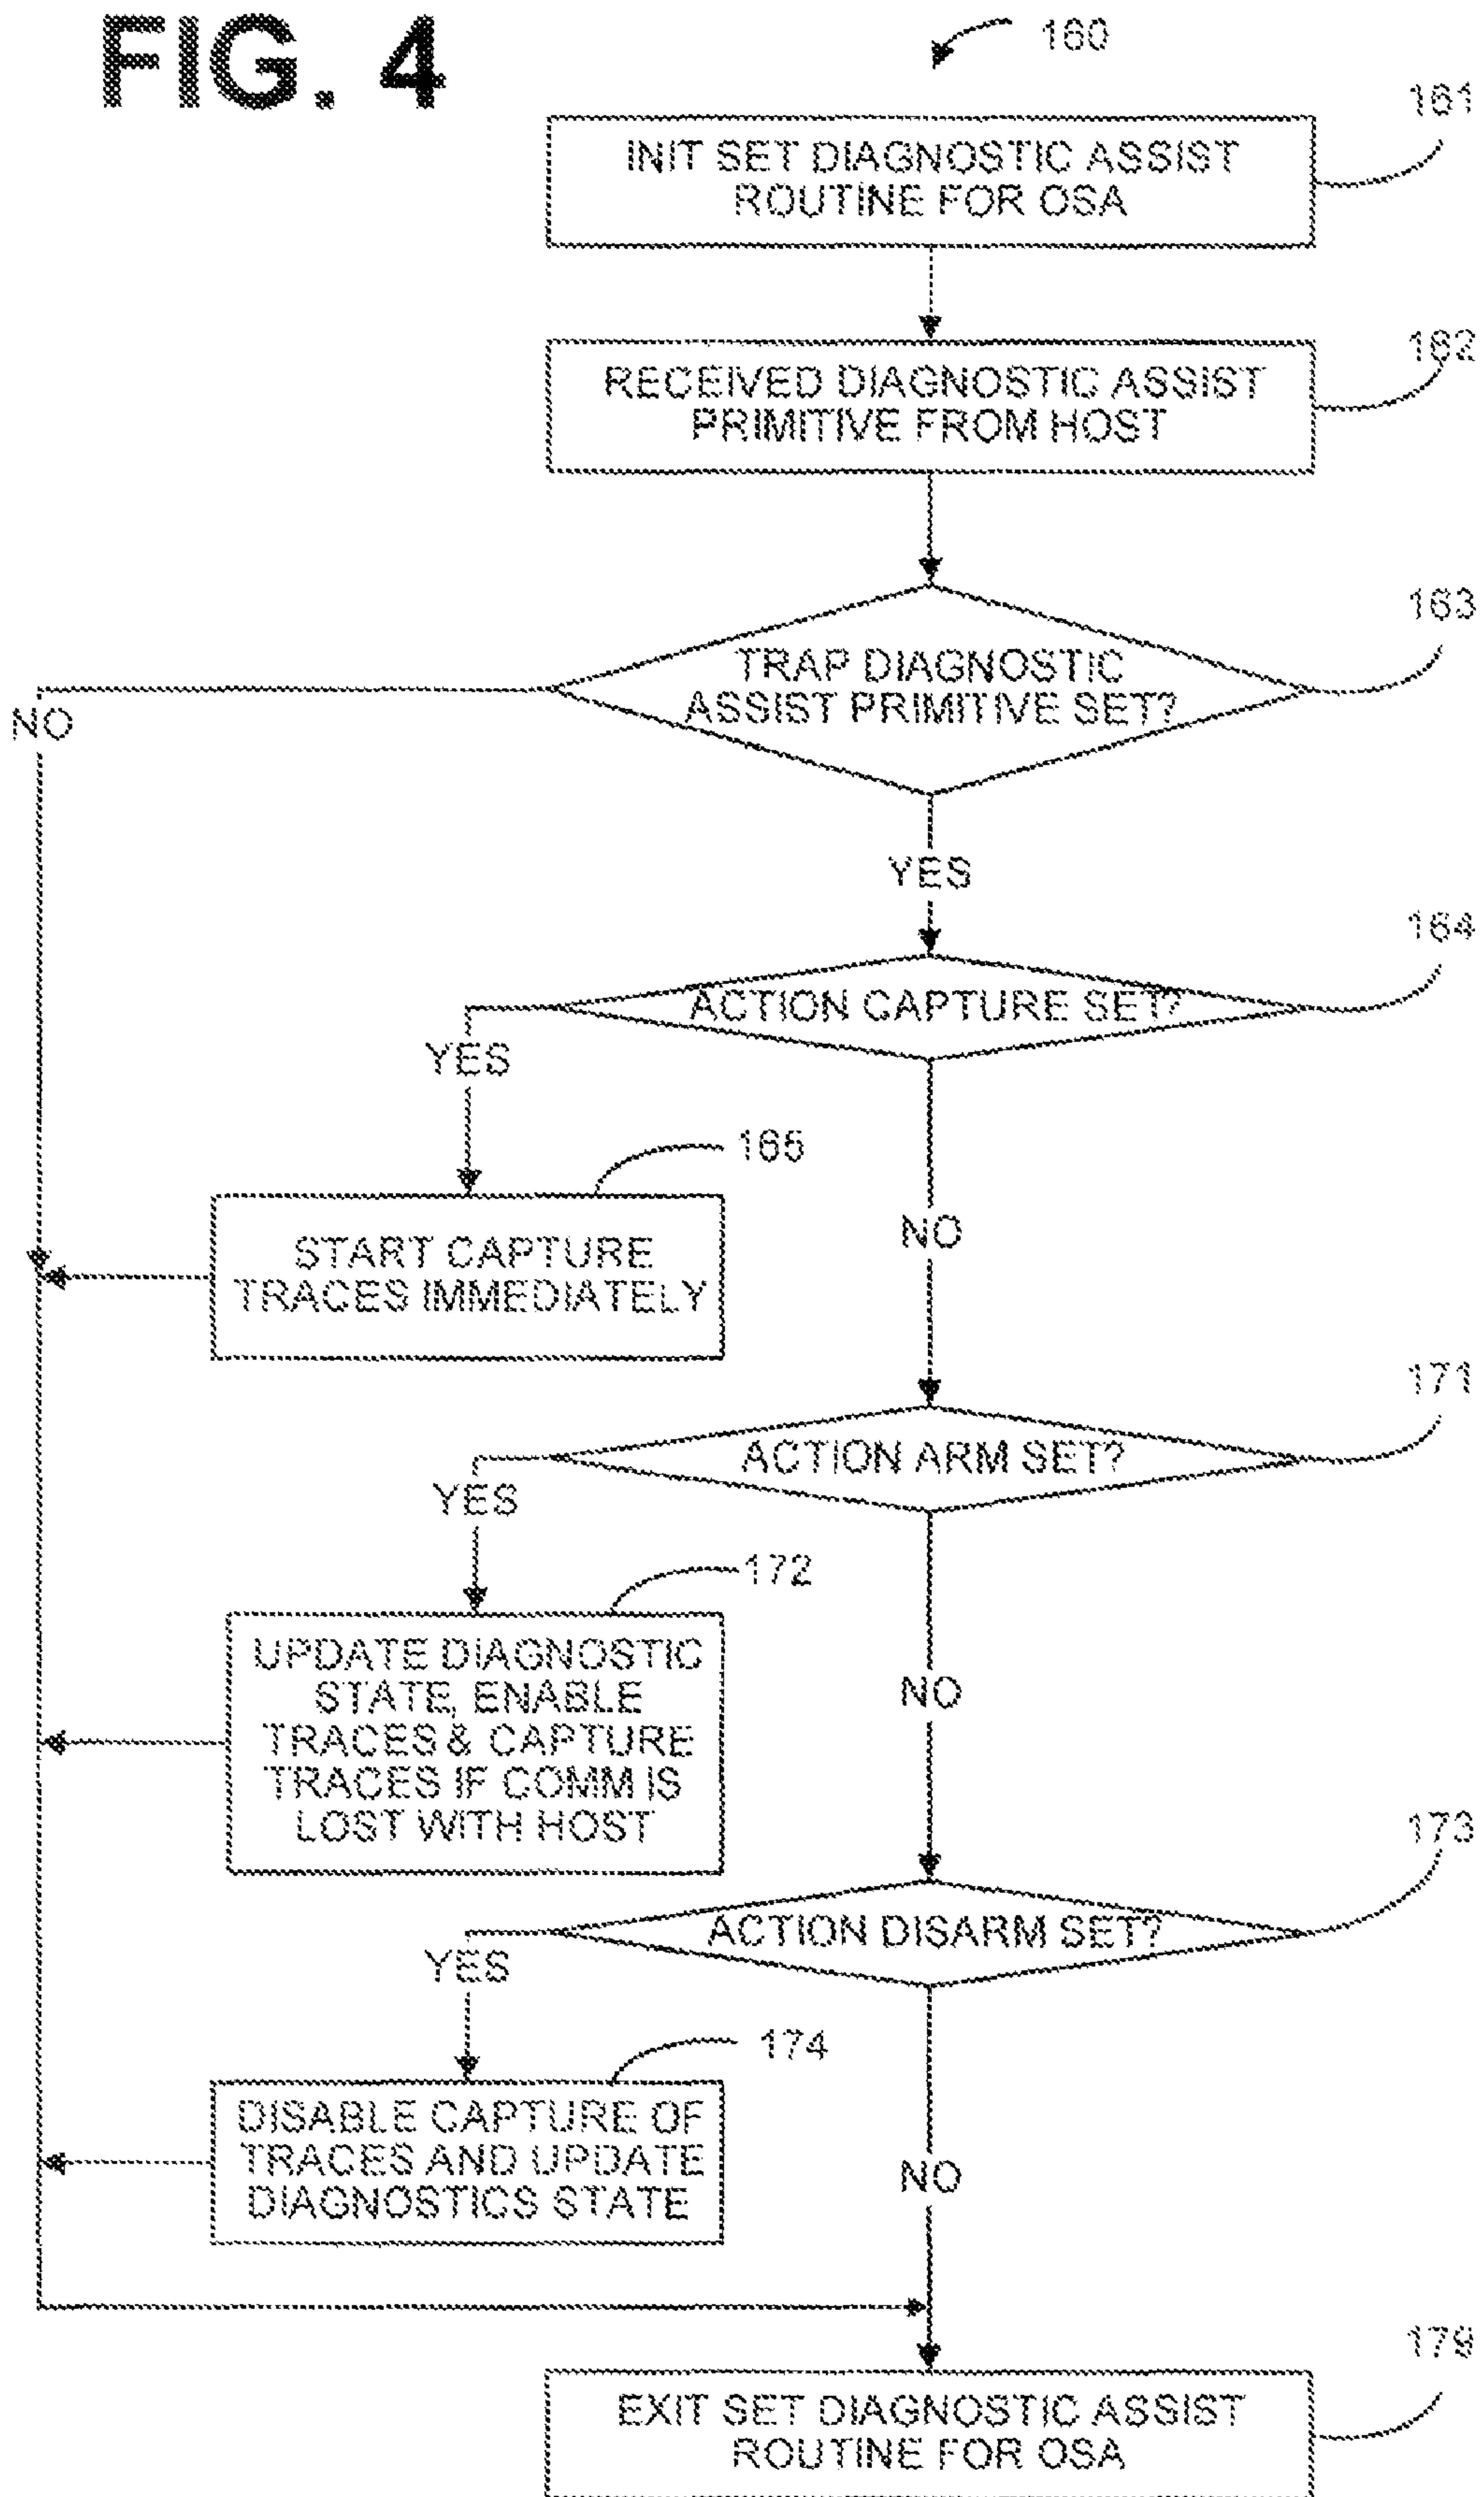 FIG. 4
160
161
INIT SET DIAGNOSTIC ASSIST
ROUTINE FOR OSA
162
RECEIVED DIAGNOSTIC ASSIST
PRIMITIVE FROM HOST
163
TRAP DIAGNOSTIC
ASSIST PRIMITIVE SET?
NO
YES
164
ACTION CAPTURE SET?
YES
165
START CAPTURE
TRACES IMMEDIATELY
NO
171
ACTION ARM SET?
YES
172
UPDATE DIAGNOSTIC
STATE, ENABLE
TRACES & CAPTURE
TRACES IF COMM IS
LOST WITH HOST
NO
173
ACTION DISARM SET?
YES
174
DISABLE CAPTURE OF
TRACES AND UPDATE
DIAGNOSTICS STATE
NO
179
EXIT SET DIAGNOSTIC ASSIST
ROUTINE FOR OSA